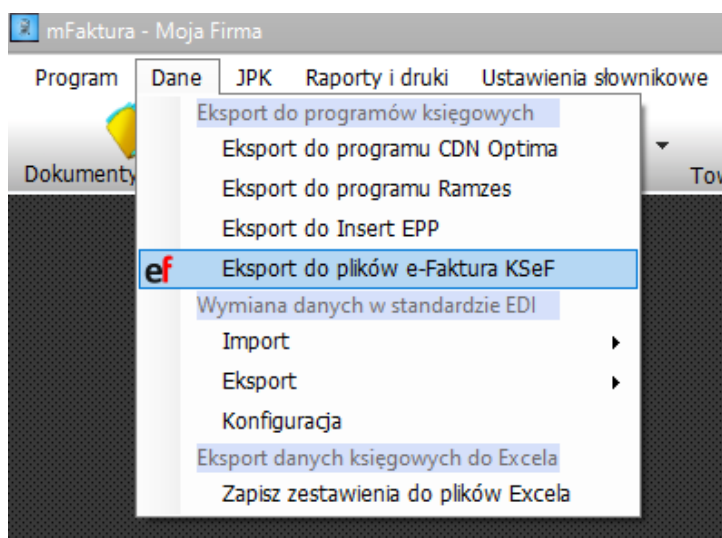 mFaktura - Moja Firma
Program Dane JPK Raporty i druki Ustawienia słownikowe
Eksport do programów księgowych
Eksport do programu CDN Optima
Dokumenty
Eksport do programu Ramzes
Eksport do Insert EPP
ef Eksport do plików e-Faktura KSeF
Wymiana danych w standardzie EDI
Import
Eksport
Konfiguracja
Eksport danych księgowych do Excela
Zapisz zestawienia do plików Excela